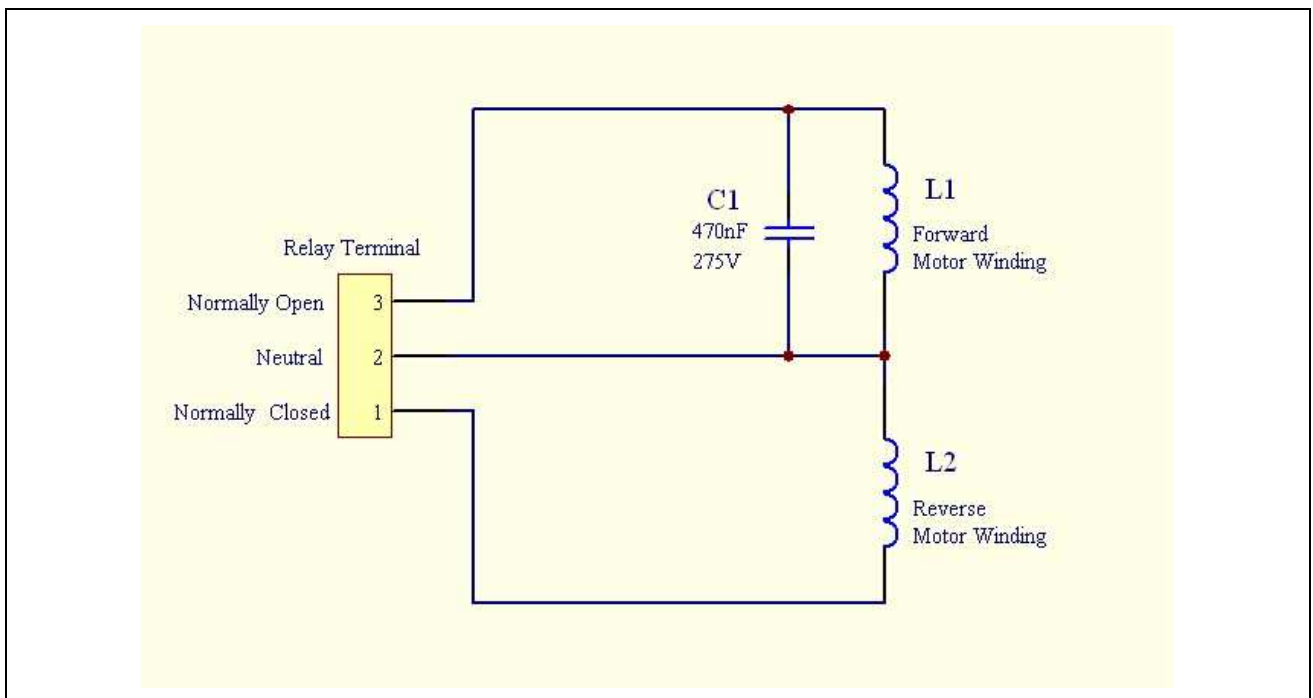 C1
470nF
275V
L1
Forward
Motor Winding
Relay Terminal
Normally Open 3
Neutral 2
Normally Closed 1
L2
Reverse
Motor Winding